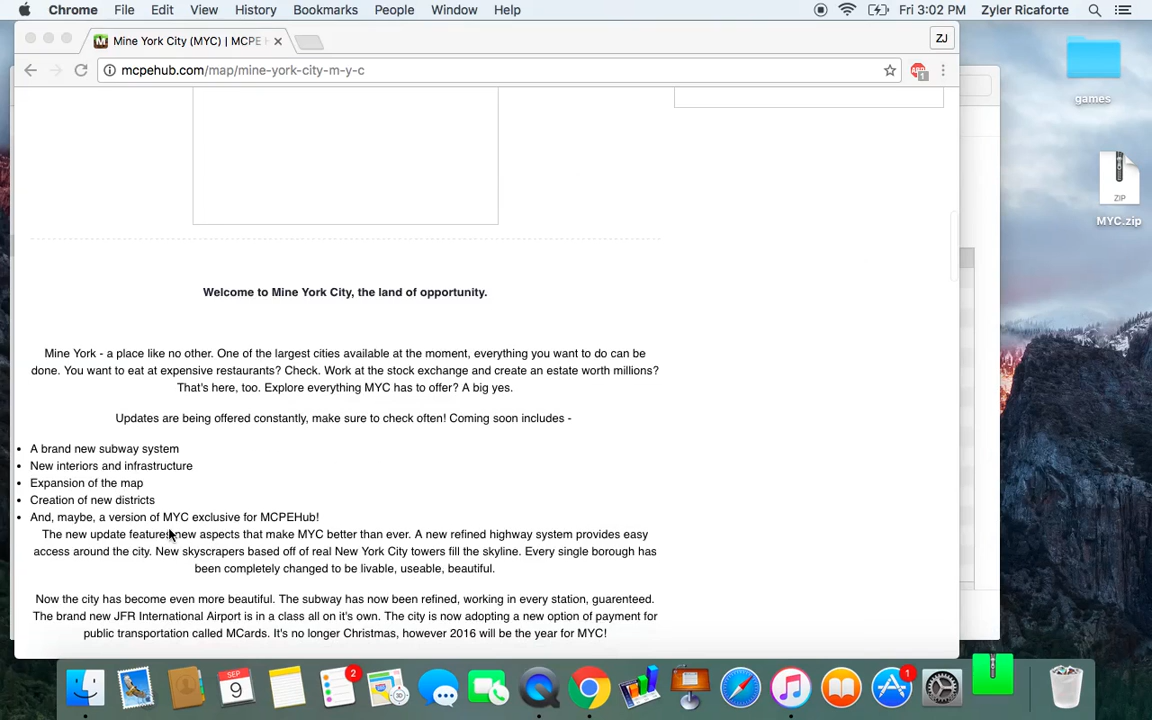 Chrome File Edit View History Bookmarks People Window Help Fri 3:02 PM Zyler Ricaforte
Mine York City (MYC) | MCPE H ZJ
mcpehub.com/map/mine-york-city-m-y-c 1
games
ZIP
MYC.zip
Welcome to Mine York City, the land of opportunity.
Mine York - a place like no other. One of the largest cities available at the moment, everything you want to do can be
done. You want to eat at expensive restaurants? Check. Work at the stock exchange and create an estate worth millions?
That's here, too. Explore everything MYC has to offer? A big yes.
Updates are being offered constantly, make sure to check often! Coming soon includes -
• A brand new subway system
• New interiors and infrastructure
• Expansion of the map
• Creation of new districts
• And, maybe, a version of MYC exclusive for MCPEHub!
The new update features new aspects that make MYC better than ever. A new refined highway system provides easy
access around the city. New skyscrapers based off of real New York City towers fill the skyline. Every single borough has
been completely changed to be livable, useable, beautiful.
Now the city has become even more beautiful. The subway has now been refined, working in every station, guarenteed.
The brand new JFR International Airport is in a class all on it's own. The city is now adopting a new option of payment for
public transportation called MCards. It's no longer Christmas, however 2016 will be the year for MYC!
SEP
9 2 1